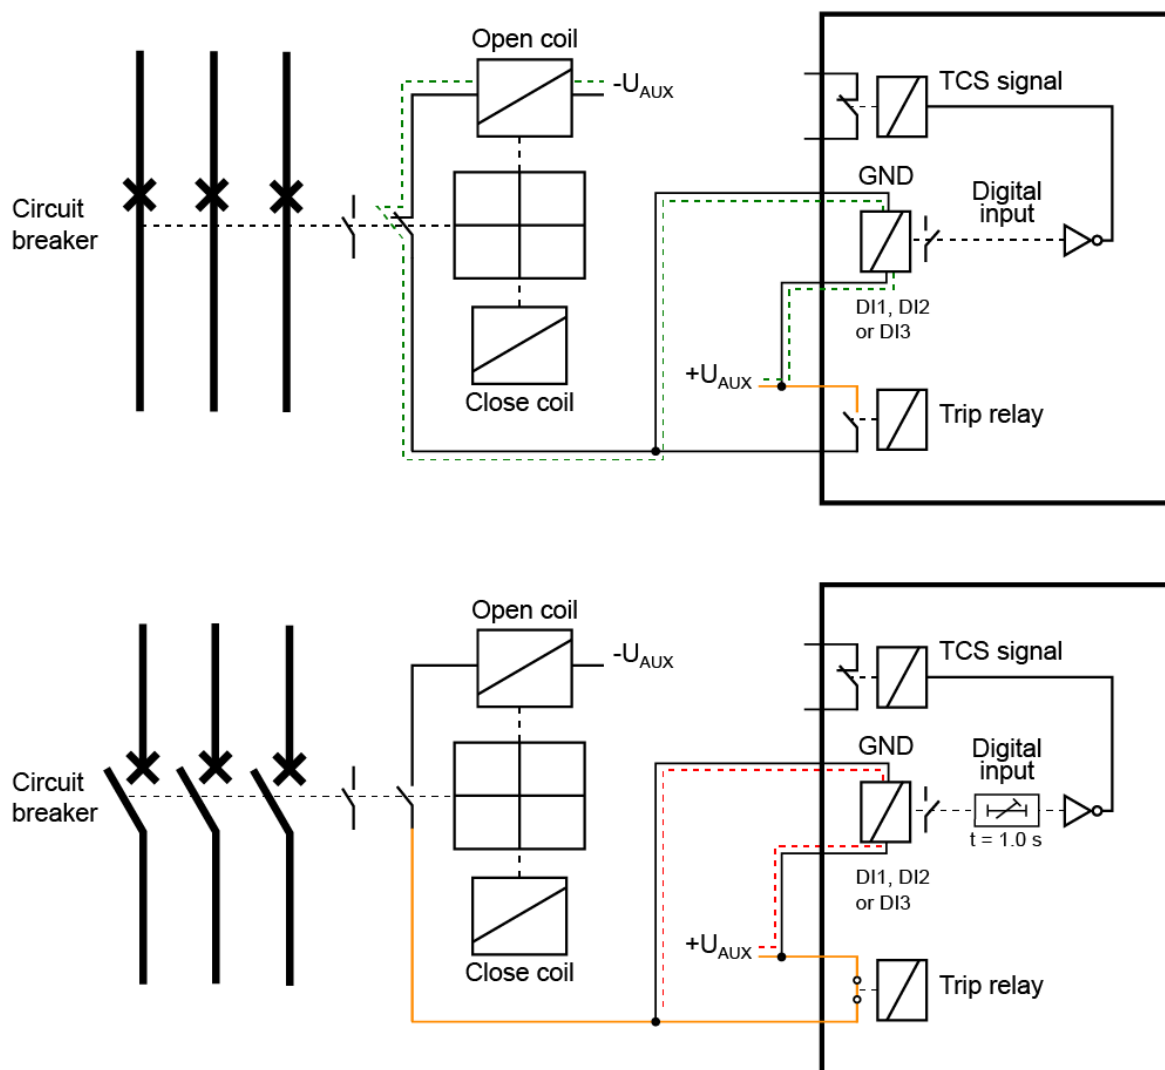 Open coil
-UAUX
TCS signal
GND
Digital
input
Circuit
breaker
DI1, DI2
or DI3
+UAUX
Close coil
Trip relay
Open coil
-UAUX
TCS signal
GND
Digital
input
Circuit
breaker
t = 1.0 s
DI1, DI2
or DI3
+UAUX
Close coil
Trip relay